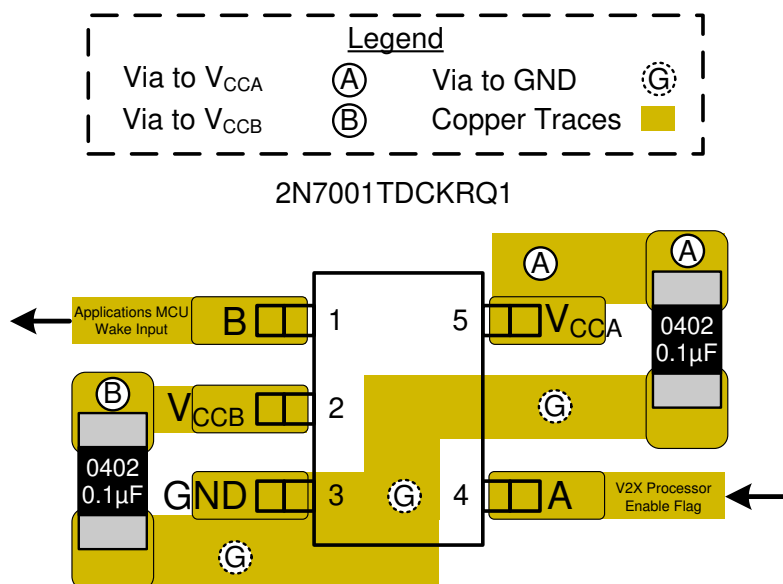 Legend
Via to VCCA A Via to GND G
Via to VCCB B Copper Traces
2N7001TDCKRQ1
A
A
Applications MCU
Wake Input
B
1
5
VCCA
0402
0.1µF
B
VCCB
2
G
0402
0.1µF
GND
3
G
4
A
V2X Processor
Enable Flag
G